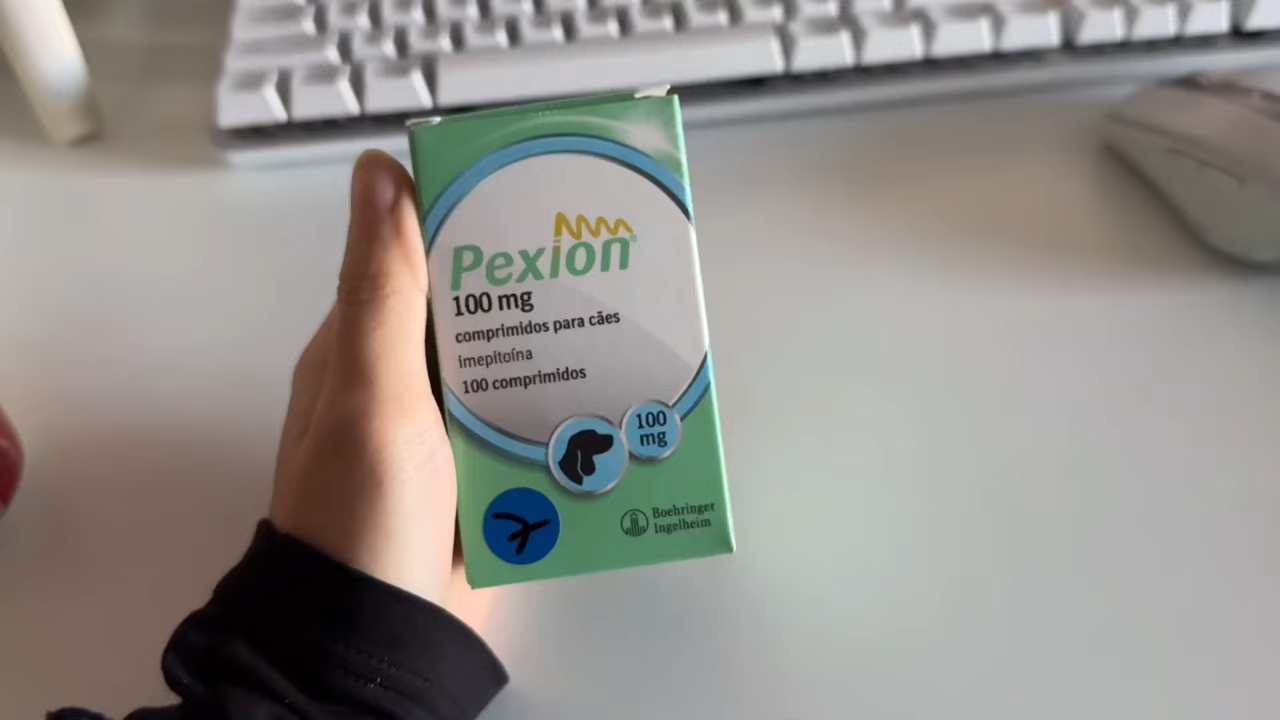 Pexion®
100 mg
comprimidos para cães
imepitoína
100 comprimidos
100
mg
Boehringer
Ingelheim